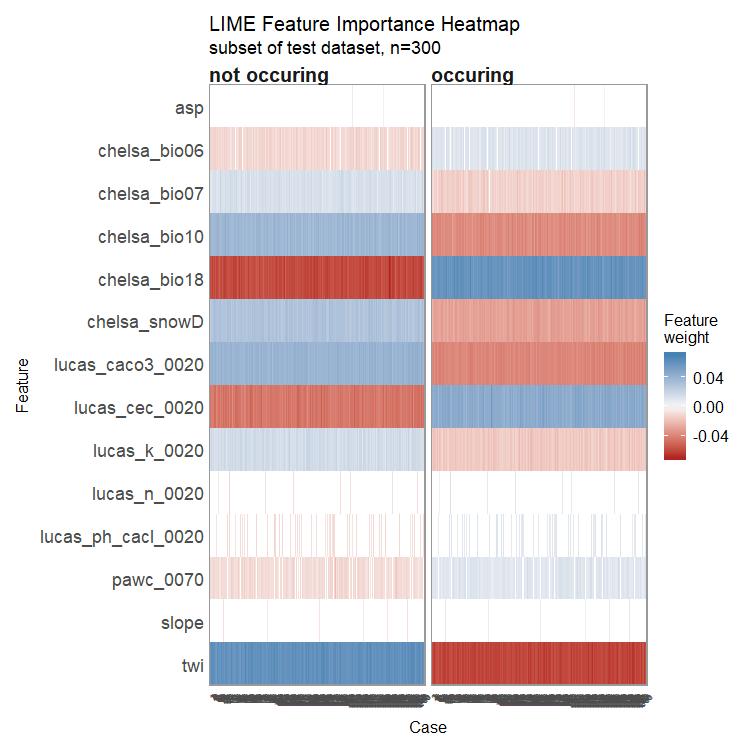 LIME Feature Importance Heatmap
subset of test dataset, n=300
not occuring
occuring
asp
chelsa_bio06
chelsa_bio07
chelsa_bio10
chelsa_bio18
chelsa_snowD
lucas_caco3_0020
lucas_cec_0020
lucas_k_0020
lucas_n_0020
lucas_ph_cacl_0020
pawc_0070
slope
twi
Feature
Case
Feature
weight
0.04
0.00
-0.04